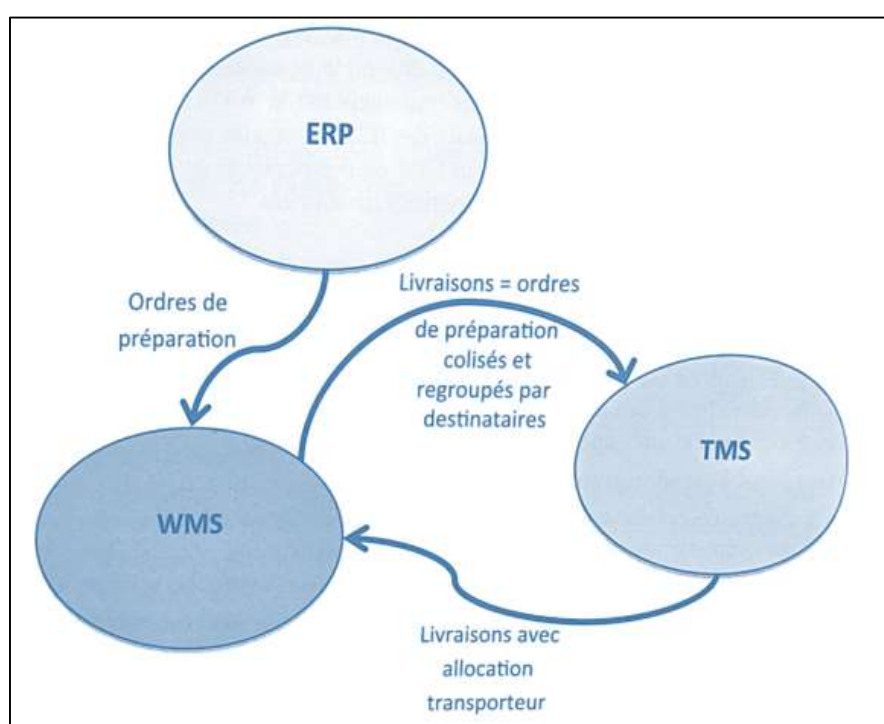 ERP
Ordres de
préparation
Livraisons = ordres
de préparation
colisés et
regroupés par
destinataires
TMS
WMS
Livraisons avec
allocation
transporteur